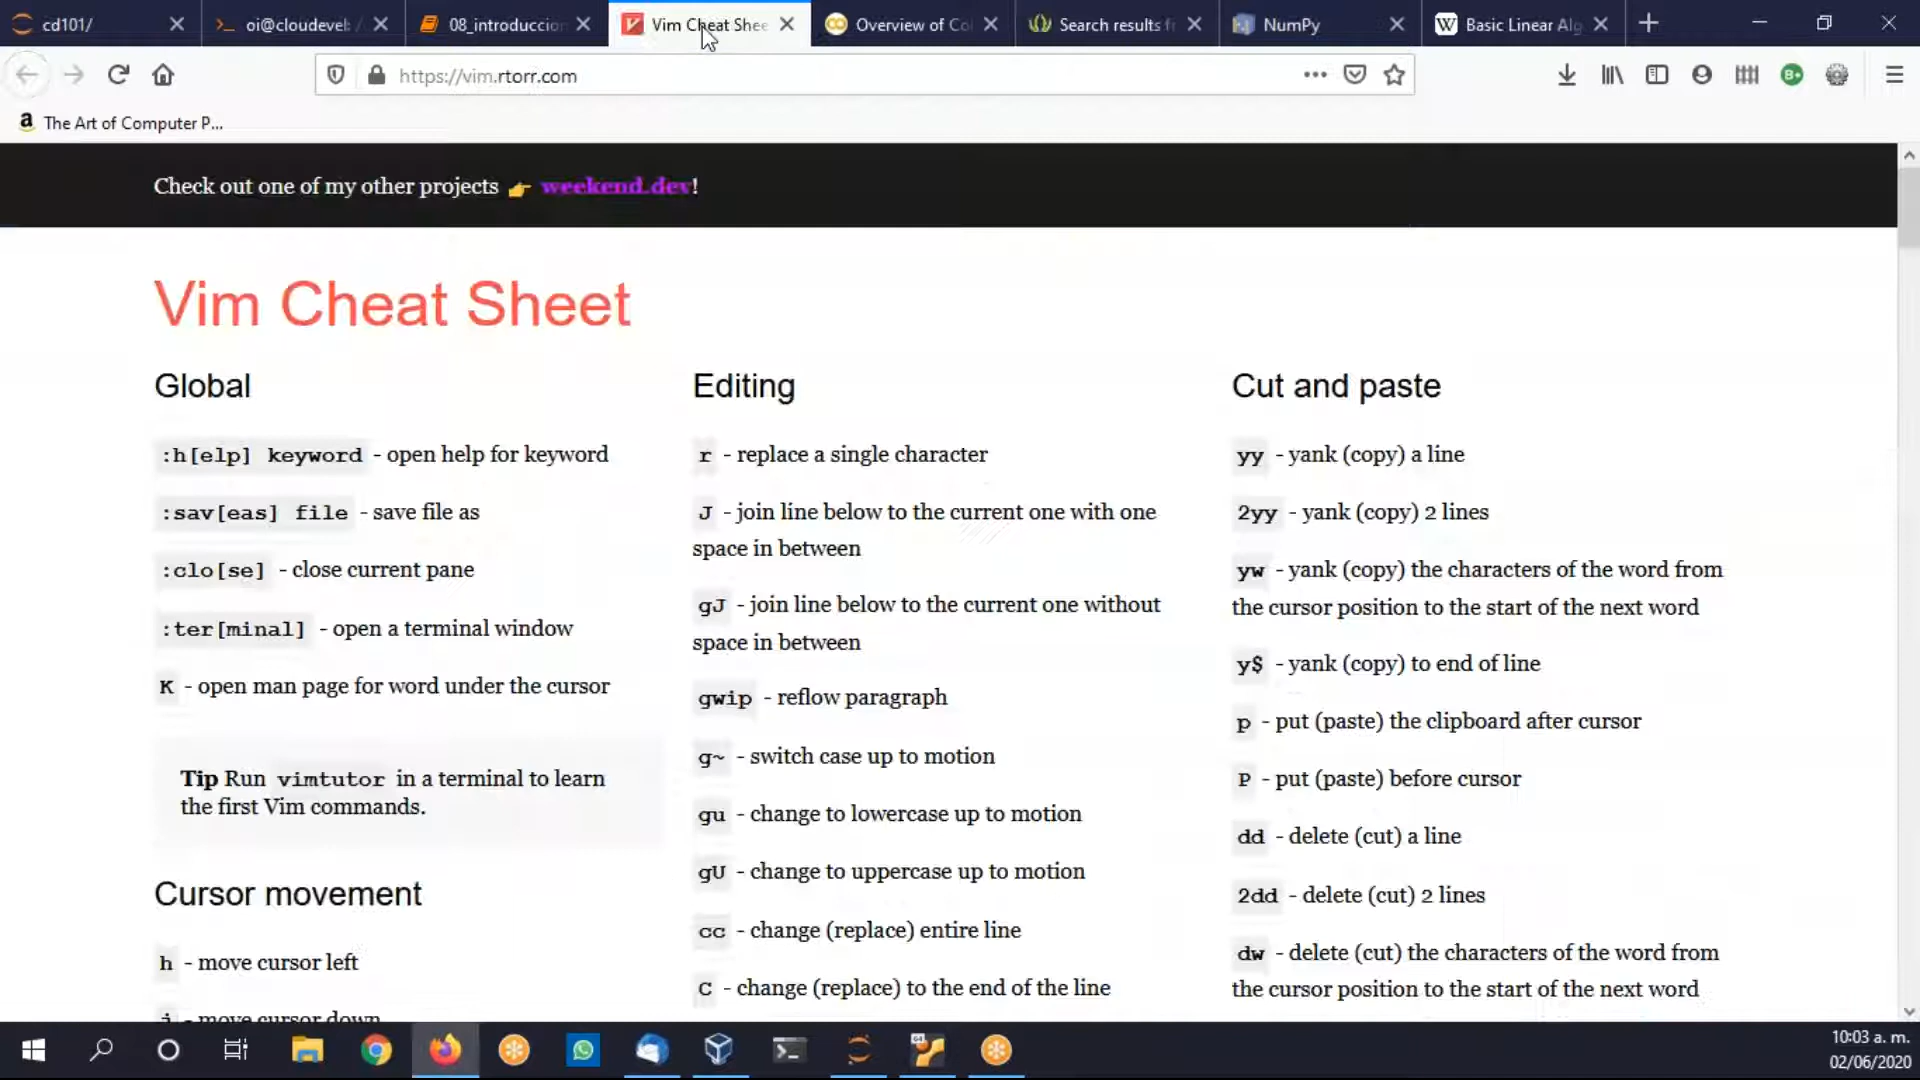 cd101/
oi@cloudevel: /
08_introduccion
Vim Cheat Shee
Overview of Co
Search results f
NumPy
Basic Linear Alg
https://vim.rtorr.com
The Art of Computer P...
Check out one of my other projects 👉 weekend.dev!
Vim Cheat Sheet
Global
:h[elp] keyword - open help for keyword
:sav[eas] file - save file as
:clo[se] - close current pane
:ter[minal] - open a terminal window
K - open man page for word under the cursor
Tip Run vimtutor in a terminal to learn
the first Vim commands.
Cursor movement
h - move cursor left
j - move cursor down
Editing
r - replace a single character
J - join line below to the current one with one
space in between
gJ - join line below to the current one without
space in between
gwip - reflow paragraph
g~ - switch case up to motion
gu - change to lowercase up to motion
gU - change to uppercase up to motion
cc - change (replace) entire line
C - change (replace) to the end of the line
Cut and paste
yy - yank (copy) a line
2yy - yank (copy) 2 lines
yw - yank (copy) the characters of the word from
the cursor position to the start of the next word
y$ - yank (copy) to end of line
p - put (paste) the clipboard after cursor
P - put (paste) before cursor
dd - delete (cut) a line
2dd - delete (cut) 2 lines
dw - delete (cut) the characters of the word from
the cursor position to the start of the next word
10:03 a. m.
02/06/2020